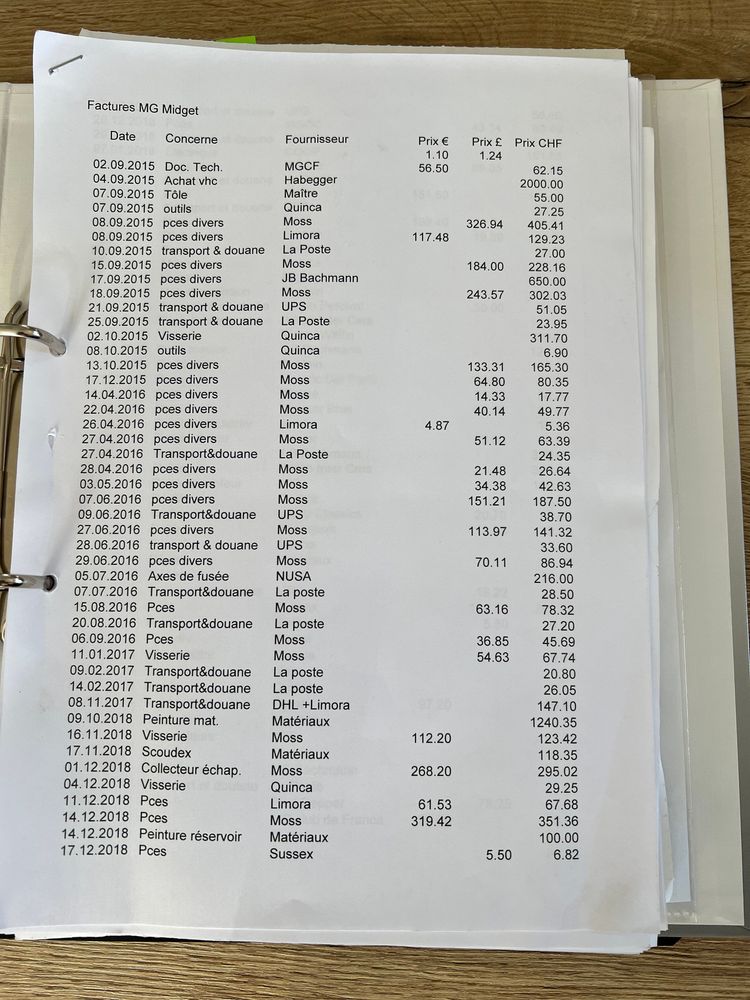 Factures MG Midget
Date Concerne Fournisseur Prix € Prix £ Prix CHF
1.10 1.24
02.09.2015 Doc. Tech. MGCF 56.50 62.15
04.09.2015 Achat vhc Habegger 2000.00
07.09.2015 Tôle Maître 55.00
07.09.2015 outils Quinca 27.25
08.09.2015 pces divers Moss 326.94 405.41
08.09.2015 pces divers Limora 117.48 129.23
10.09.2015 transport & douane La Poste 27.00
15.09.2015 pces divers Moss 184.00 228.16
17.09.2015 pces divers JB Bachmann 650.00
18.09.2015 pces divers Moss 243.57 302.03
21.09.2015 transport & douane UPS 51.05
25.09.2015 transport & douane La Poste 23.95
02.10.2015 Visserie Quinca 311.70
08.10.2015 outils Quinca 6.90
13.10.2015 pces divers Moss 133.31 165.30
17.12.2015 pces divers Moss 64.80 80.35
14.04.2016 pces divers Moss 14.33 17.77
22.04.2016 pces divers Moss 40.14 49.77
26.04.2016 pces divers Limora 4.87 5.36
27.04.2016 pces divers Moss 51.12 63.39
27.04.2016 Transport&douane La Poste 24.35
28.04.2016 pces divers Moss 21.48 26.64
03.05.2016 pces divers Moss 34.38 42.63
07.06.2016 pces divers Moss 151.21 187.50
09.06.2016 Transport&douane UPS 38.70
27.06.2016 pces divers Moss 113.97 141.32
28.06.2016 transport & douane UPS 33.60
29.06.2016 pces divers Moss 70.11 86.94
05.07.2016 Axes de fusée NUSA 216.00
07.07.2016 Transport&douane La poste 28.50
15.08.2016 Pces Moss 63.16 78.32
20.08.2016 Transport&douane La poste 27.20
06.09.2016 Pces Moss 36.85 45.69
11.01.2017 Visserie Moss 54.63 67.74
09.02.2017 Transport&douane La poste 20.80
14.02.2017 Transport&douane La poste 26.05
08.11.2017 Transport&douane DHL +Limora 147.10
09.10.2018 Peinture mat. Matériaux 1240.35
16.11.2018 Visserie Moss 112.20 123.42
17.11.2018 Scoudex Matériaux 118.35
01.12.2018 Collecteur échap. Moss 268.20 295.02
04.12.2018 Visserie Quinca 29.25
11.12.2018 Pces Limora 61.53 67.68
14.12.2018 Pces Moss 319.42 351.36
14.12.2018 Peinture réservoir Matériaux 100.00
17.12.2018 Pces Sussex 5.50 6.82